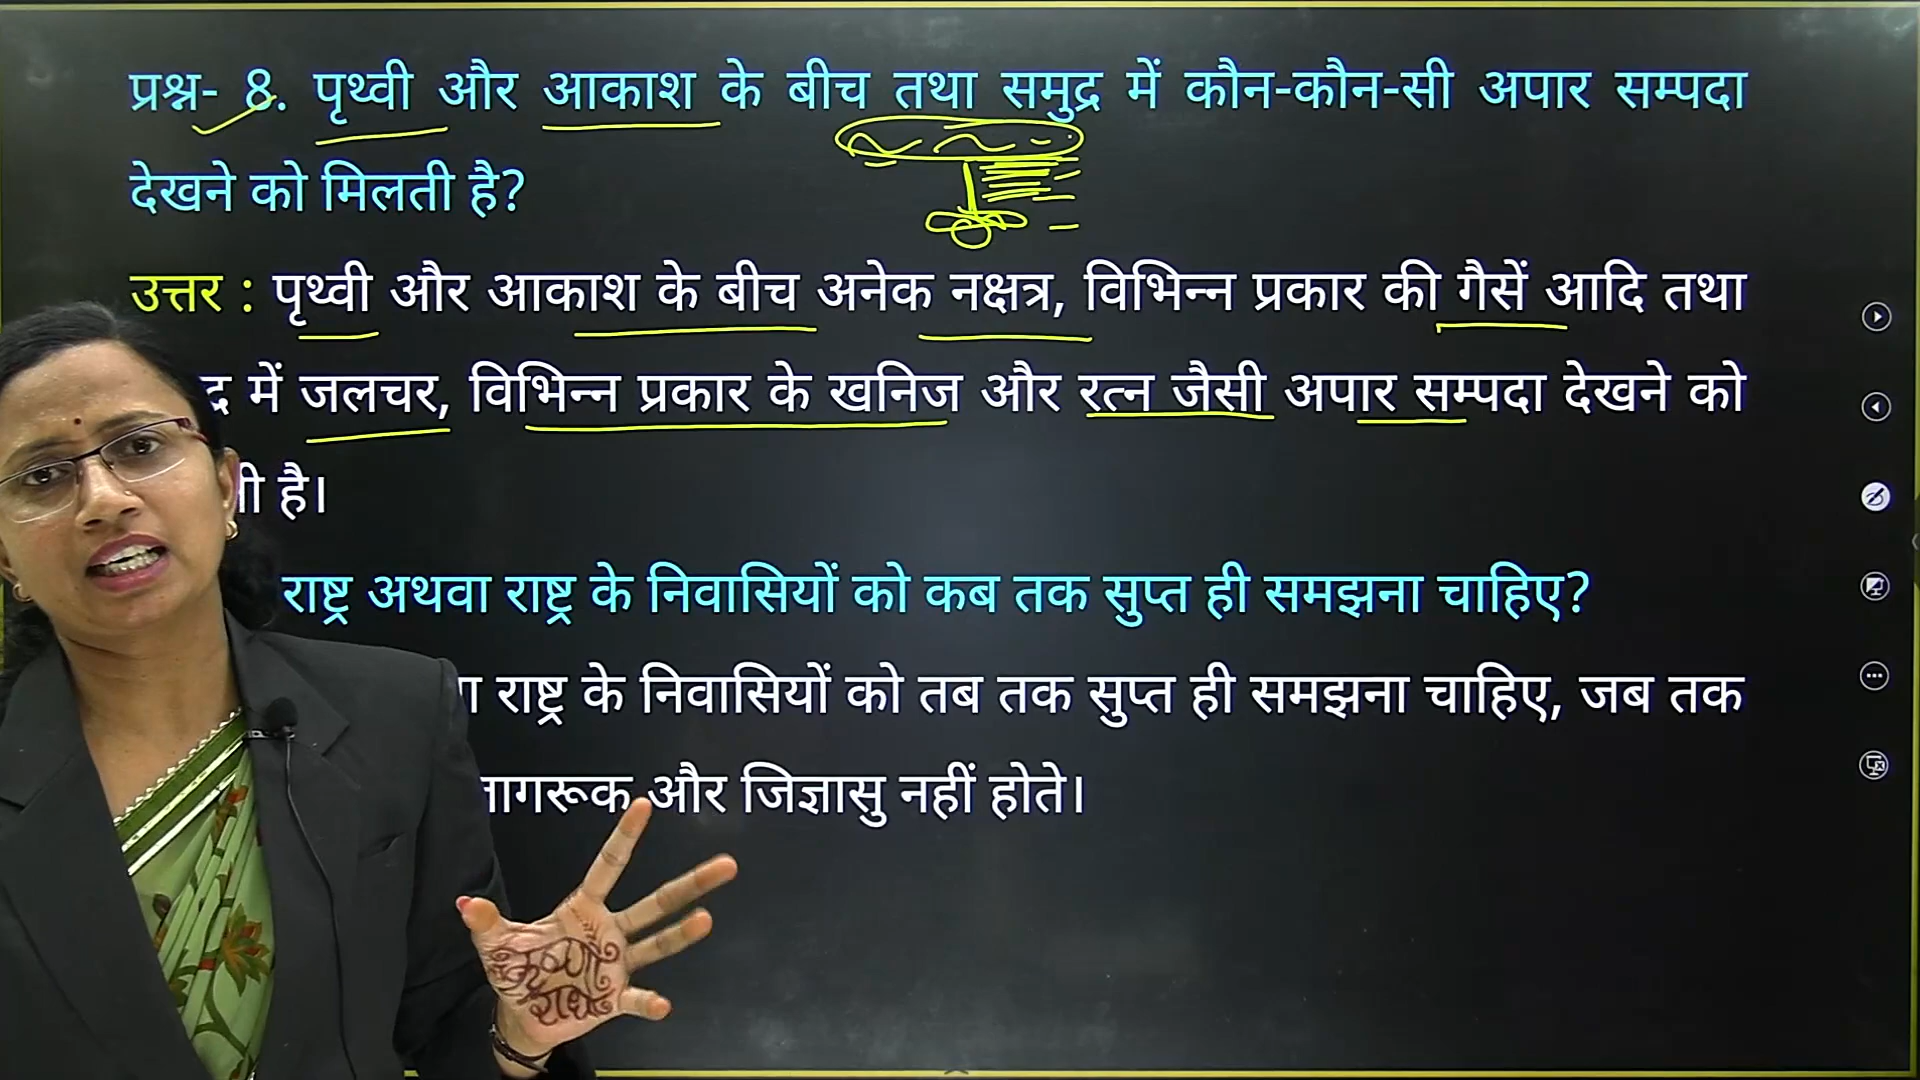 प्रश्न- 8. पृथ्वी और आकाश के बीच तथा समुद्र में कौन-कौन-सी अपार सम्पदा
देखने को मिलती है?
उत्तर : पृथ्वी और आकाश के बीच अनेक नक्षत्र, विभिन्न प्रकार की गैसें आदि तथा
में जलचर, विभिन्न प्रकार के खनिज और रत्न जैसी अपार सम्पदा देखने को
है।
राष्ट्र अथवा राष्ट्र के निवासियों को कब तक सुप्त ही समझना चाहिए?
राष्ट्र के निवासियों को तब तक सुप्त ही समझना चाहिए, जब तक
और जिज्ञासु नहीं होते।
कृष्णा
राधे